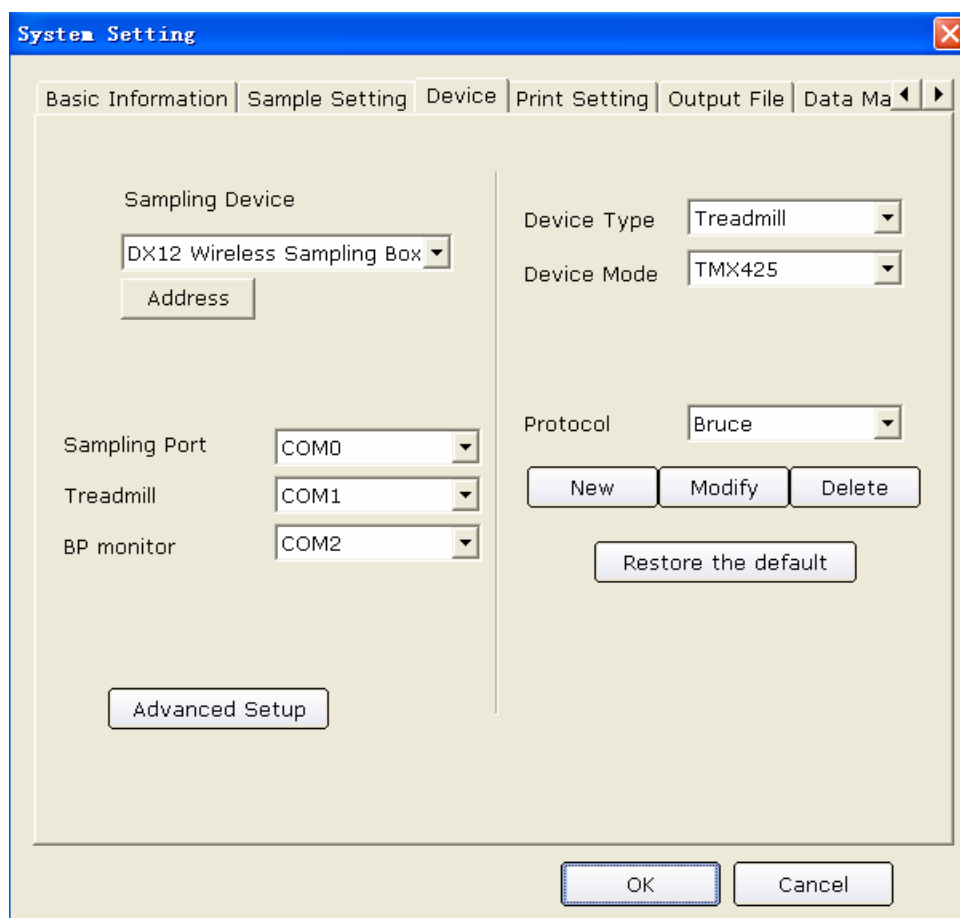 System Setting
Basic Information Sample Setting Device Print Setting Output File Data Ma
Sampling Device
DX12 Wireless Sampling Box
Address
Sampling Port COM0
Treadmill COM1
BP monitor COM2
Advanced Setup
Device Type Treadmill
Device Mode TMX425
Protocol Bruce
New Modify Delete
Restore the default
OK Cancel